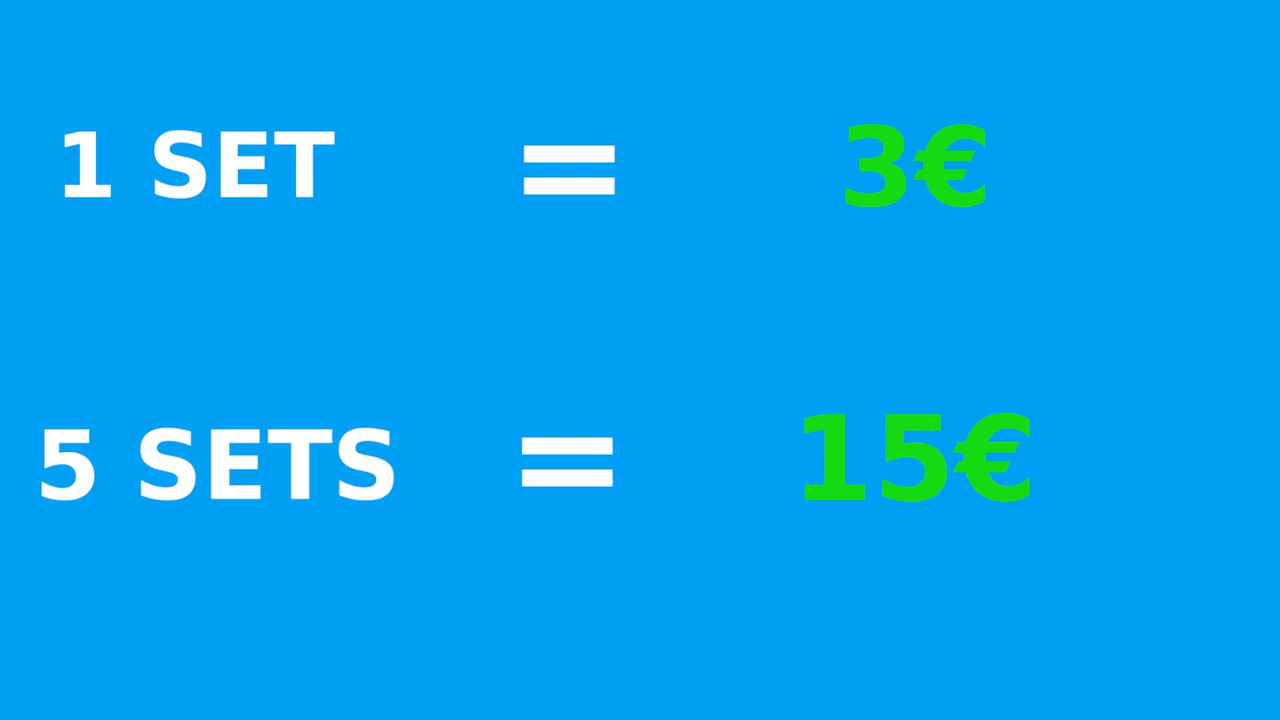 1 SET = 3€
5 SETS = 15€